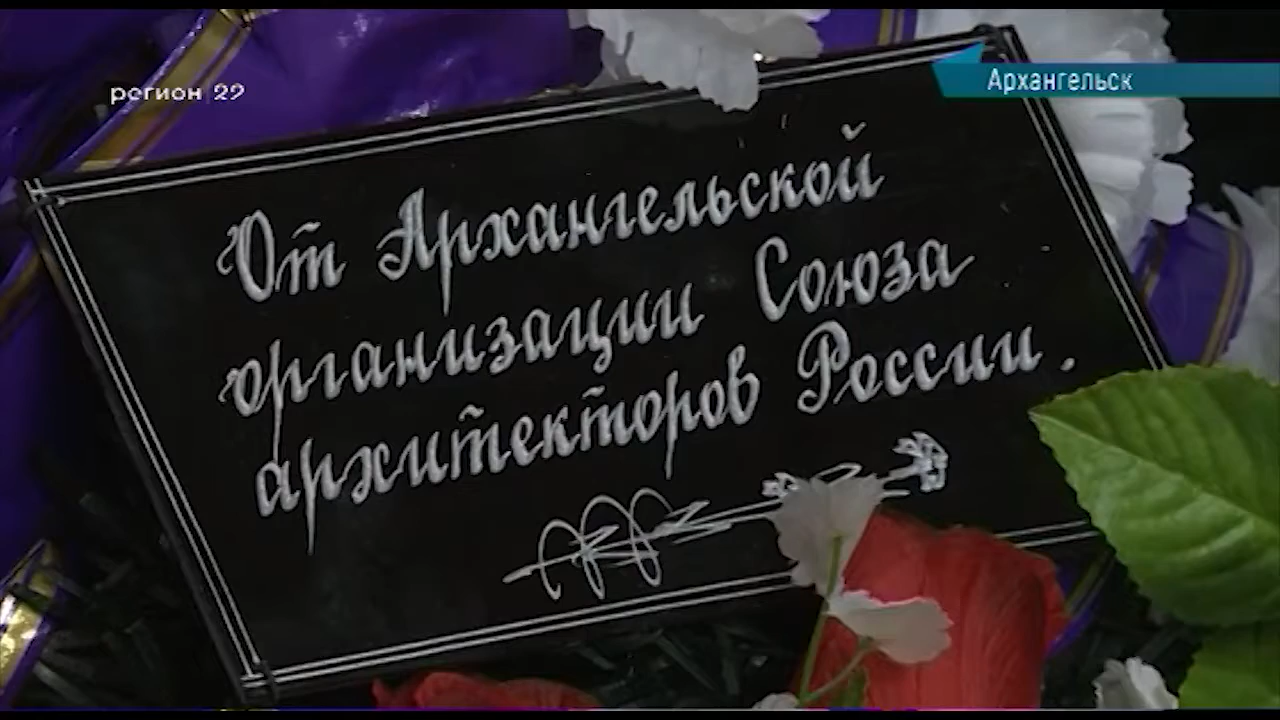 регион 29
Архангельск
От Архангельской
организации Союза
архитекторов России.